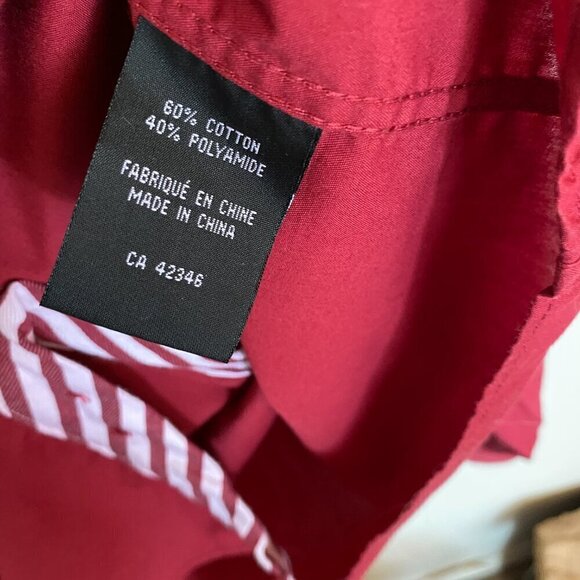 60% COTTON
40% POLYAMIDE
FABRIQUÉ EN CHINE
MADE IN CHINA
CA 42346